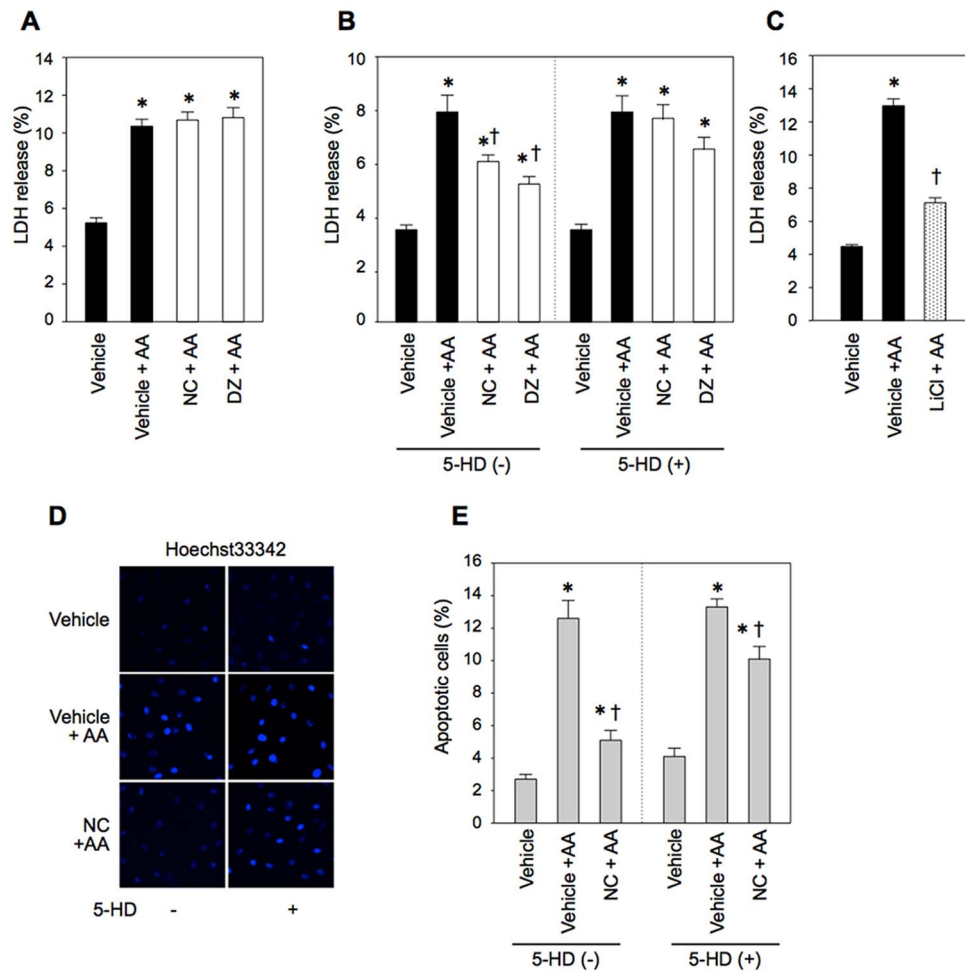 A
LDH release (%)
14
12
10
8
6
4
2
0
*
*
*
Vehicle
Vehicle + AA
NC + AA
DZ + AA
B
LDH release (%)
10
8
6
4
2
0
*
*†
*†
*
*
*
Vehicle
Vehicle +AA
NC + AA
DZ + AA
Vehicle
Vehicle +AA
NC + AA
DZ + AA
5-HD (-)
5-HD (+)
C
LDH release (%)
16
14
12
10
8
6
4
2
0
*
†
Vehicle
Vehicle +AA
LiCl + AA
D
Hoechst33342
Vehicle
Vehicle
+ AA
NC
+AA
5-HD - +
E
Apoptotic cells (%)
16
14
12
10
8
6
4
2
0
*
* †
*
* †
Vehicle
Vehicle +AA
NC + AA
Vehicle
Vehicle +AA
NC + AA
5-HD (-)
5-HD (+)